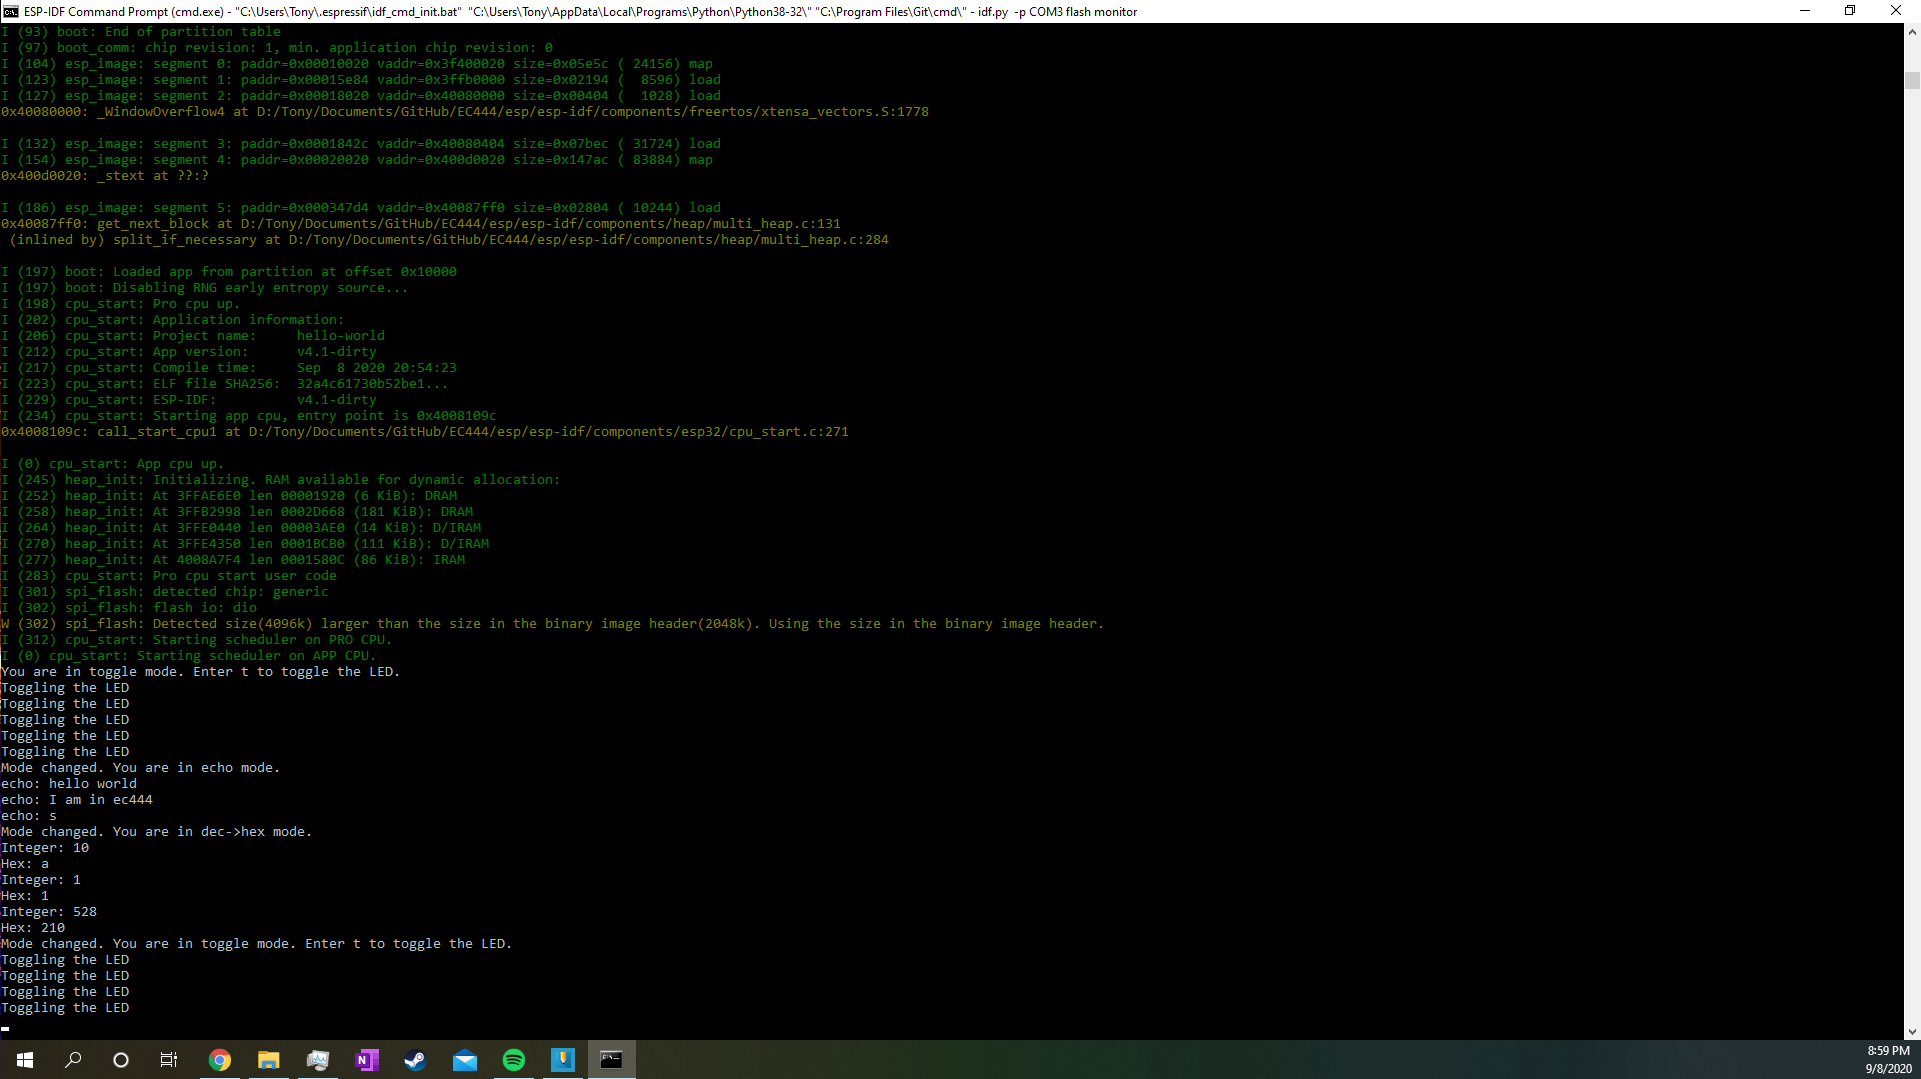 ESP-IDF Command Prompt (cmd.exe) - "C:\Users\Tony\.espressif\idf_cmd_init.bat"  "C:\Users\Tony\AppData\Local\Programs\Python\Python38-32\" "C:\Program Files\Git\cmd\" - idf.py  -p COM3 flash monitor
I (93) boot: End of partition table
I (97) boot_comm: chip revision: 1, min. application chip revision: 0
I (104) esp_image: segment 0: paddr=0x00010020 vaddr=0x3f400020 size=0x05e5c ( 24156) map
I (123) esp_image: segment 1: paddr=0x00015e84 vaddr=0x3ffb0000 size=0x02194 (  8596) load
I (127) esp_image: segment 2: paddr=0x00018020 vaddr=0x40080000 size=0x00404 (  1028) load
0x40080000: _WindowOverflow4 at D:/Tony/Documents/GitHub/EC444/esp/esp-idf/components/freertos/xtensa_vectors.S:1778
I (132) esp_image: segment 3: paddr=0x0001842c vaddr=0x40080404 size=0x07bec ( 31724) load
I (154) esp_image: segment 4: paddr=0x00020020 vaddr=0x400d0020 size=0x147ac ( 83884) map
0x400d0020: _stext at ??:?
I (186) esp_image: segment 5: paddr=0x000347d4 vaddr=0x40087ff0 size=0x02804 ( 10244) load
0x40087ff0: get_next_block at D:/Tony/Documents/GitHub/EC444/esp/esp-idf/components/heap/multi_heap.c:131
 (inlined by) split_if_necessary at D:/Tony/Documents/GitHub/EC444/esp/esp-idf/components/heap/multi_heap.c:284
I (197) boot: Loaded app from partition at offset 0x10000
I (197) boot: Disabling RNG early entropy source...
I (198) cpu_start: Pro cpu up.
I (202) cpu_start: Application information:
I (206) cpu_start: Project name:     hello-world
I (212) cpu_start: App version:      v4.1-dirty
I (217) cpu_start: Compile time:     Sep  8 2020 20:54:23
I (223) cpu_start: ELF file SHA256:  32a4c61730b52be1...
I (229) cpu_start: ESP-IDF:          v4.1-dirty
I (234) cpu_start: Starting app cpu, entry point is 0x4008109c
0x4008109c: call_start_cpu1 at D:/Tony/Documents/GitHub/EC444/esp/esp-idf/components/esp32/cpu_start.c:271
I (0) cpu_start: App cpu up.
I (245) heap_init: Initializing. RAM available for dynamic allocation:
I (252) heap_init: At 3FFAE6E0 len 00001920 (6 KiB): DRAM
I (258) heap_init: At 3FFB2998 len 0002D668 (181 KiB): DRAM
I (264) heap_init: At 3FFE0440 len 00003AE0 (14 KiB): D/IRAM
I (270) heap_init: At 3FFE4350 len 0001BCB0 (111 KiB): D/IRAM
I (277) heap_init: At 4008A7F4 len 0001580C (86 KiB): IRAM
I (283) cpu_start: Pro cpu start user code
I (301) spi_flash: detected chip: generic
I (302) spi_flash: flash io: dio
W (302) spi_flash: Detected size(4096k) larger than the size in the binary image header(2048k). Using the size in the binary image header.
I (312) cpu_start: Starting scheduler on PRO CPU.
I (0) cpu_start: Starting scheduler on APP CPU.
You are in toggle mode. Enter t to toggle the LED.
Toggling the LED
Toggling the LED
Toggling the LED
Toggling the LED
Toggling the LED
Mode changed. You are in echo mode.
echo: hello world
echo: I am in ec444
echo: s
Mode changed. You are in dec->hex mode.
Integer: 10
Hex: a
Integer: 1
Hex: 1
Integer: 528
Hex: 210
Mode changed. You are in toggle mode. Enter t to toggle the LED.
Toggling the LED
Toggling the LED
Toggling the LED
Toggling the LED
8:59 PM
9/8/2020